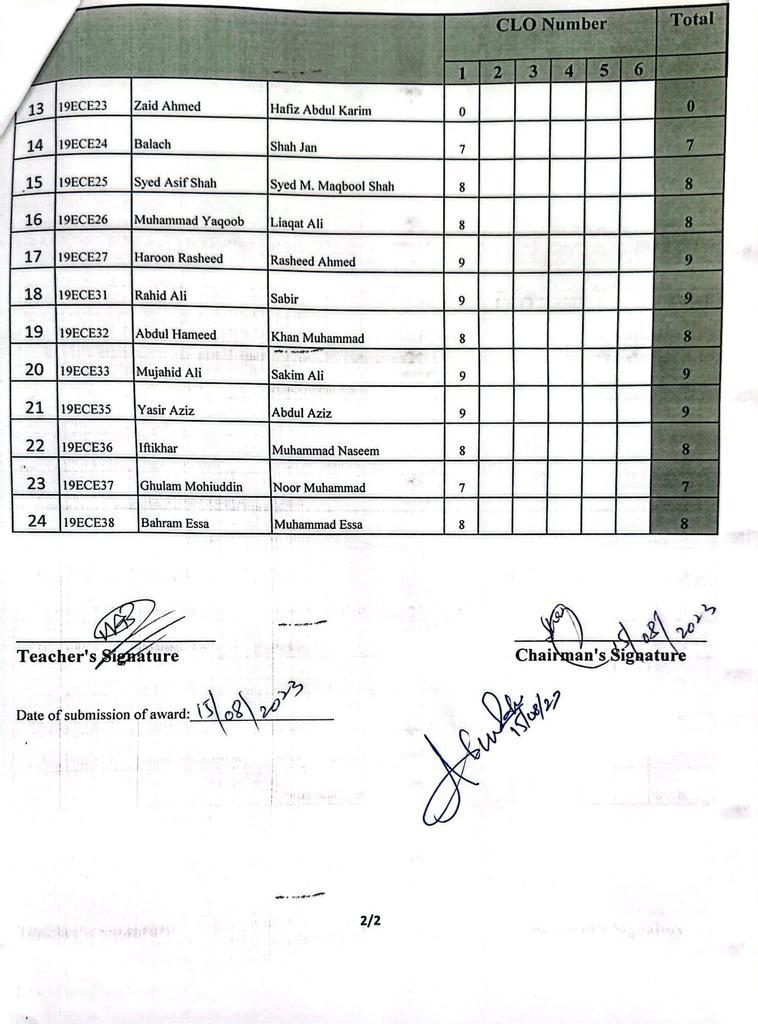 CLO Number Total
1 2 3 4 5 6
13 19ECE23 Zaid Ahmed Hafiz Abdul Karim 0 0
14 19ECE24 Balach Shah Jan 7 7
15 19ECE25 Syed Asif Shah Syed M. Maqbool Shah 8 8
16 19ECE26 Muhammad Yaqoob Liaqat Ali 8 8
17 19ECE27 Haroon Rasheed Rasheed Ahmed 9 9
18 19ECE31 Rahid Ali Sabir 9 9
19 19ECE32 Abdul Hameed Khan Muhammad 8 8
20 19ECE33 Mujahid Ali Sakim Ali 9 9
21 19ECE35 Yasir Aziz Abdul Aziz 9 9
22 19ECE36 Iftikhar Muhammad Naseem 8 8
23 19ECE37 Ghulam Mohiuddin Noor Muhammad 7 7
24 19ECE38 Bahram Essa Muhammad Essa 8 8
15/08/2023
Teacher's Signature Chairman's Signature
Date of submission of award: 15/08/2023
15/08/23
2/2